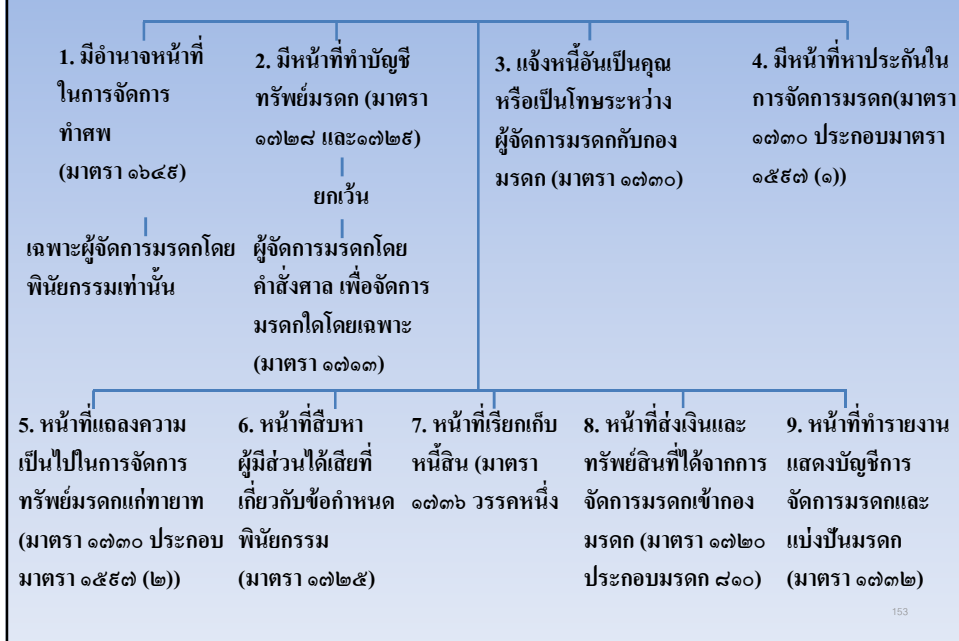 1. มีอำนาจหน้าที่
ในการจัดการ
ทำศพ
(มาตรา ๑๖๔๙)
เฉพาะผู้จัดการมรดกโดย
พินัยกรรมเท่านั้น
2. มีหน้าที่ทำบัญชี
ทรัพย์มรดก (มาตรา
๑๗๒๘ และ๑๗๒๙)
ยกเว้น
ผู้จัดการมรดกโดย
คำสั่งศาล เพื่อจัดการ
มรดกใดโดยเฉพาะ
(มาตรา ๑๗๑๓)
3. แจ้งหนี้อันเป็นคุณ
หรือเป็นโทษระหว่าง
ผู้จัดการมรดกกับกอง
มรดก (มาตรา ๑๗๓๐)
4. มีหน้าที่หาประกันใน
การจัดการมรดก(มาตรา
๑๗๓๐ ประกอบมาตรา
๑๕๙๗ (๑))
5. หน้าที่แถลงความ
เป็นไปในการจัดการ
ทรัพย์มรดกแก่ทายาท
(มาตรา ๑๗๓๐ ประกอบ
มาตรา ๑๕๙๗ (๒))
6. หน้าที่สืบหา
ผู้มีส่วนได้เสียที่
เกี่ยวกับข้อกำหนด
พินัยกรรม
(มาตรา ๑๗๒๕)
7. หน้าที่เรียกเก็บ
หนี้สิน (มาตรา
๑๗๓๖ วรรคหนึ่ง
8. หน้าที่ส่งเงินและ
ทรัพย์สินที่ได้จากการ
จัดการมรดกเข้ากอง
มรดก (มาตรา ๑๗๒๐
ประกอบมรดก ๘๑๐)
9. หน้าที่ทำรายงาน
แสดงบัญชีการ
จัดการมรดกและ
แบ่งปันมรดก
(มาตรา ๑๗๓๒)
153